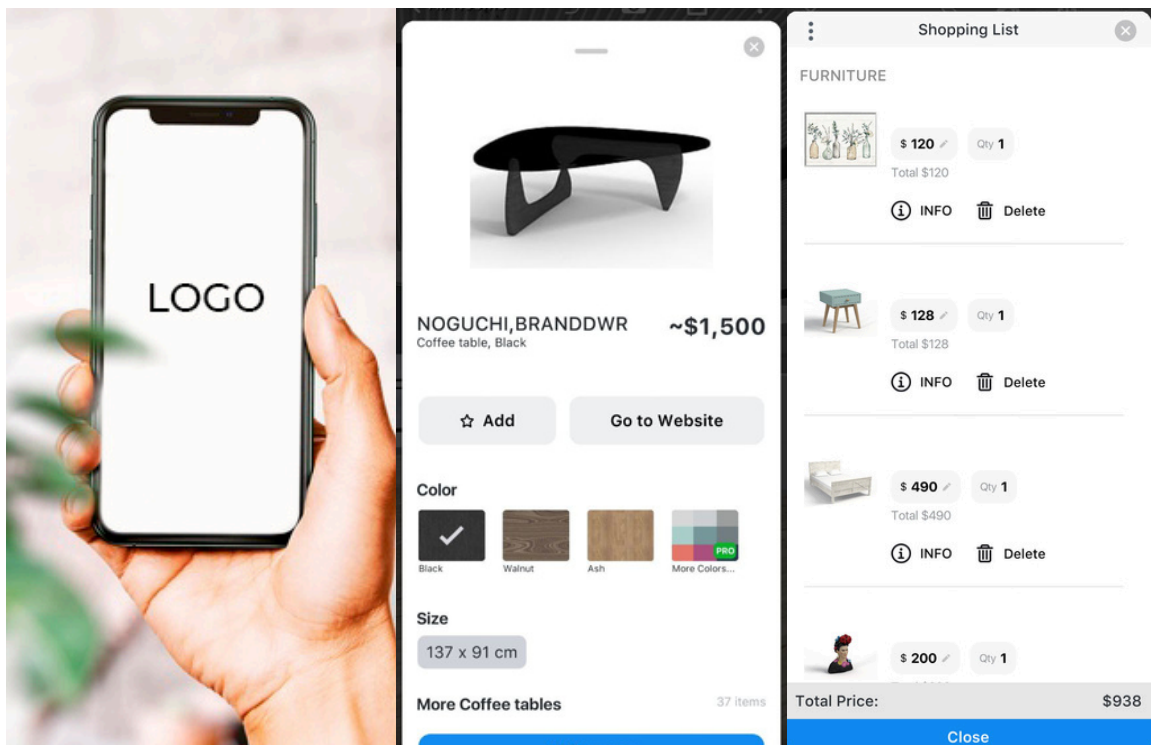 LOGO
NOGUCHI,BRANDDWR
~$1,500
Coffee table, Black
Add
Go to Website
Color
Black
Walnut
Ash
PRO
More Colors...
Size
137 x 91 cm
More Coffee tables
37 items
Shopping List
FURNITURE
$ 120
Qty 1
Total $120
INFO
Delete
$ 128
Qty 1
Total $128
INFO
Delete
$ 490
Qty 1
Total $490
INFO
Delete
$ 200
Qty 1
Total Price:
$938
Close